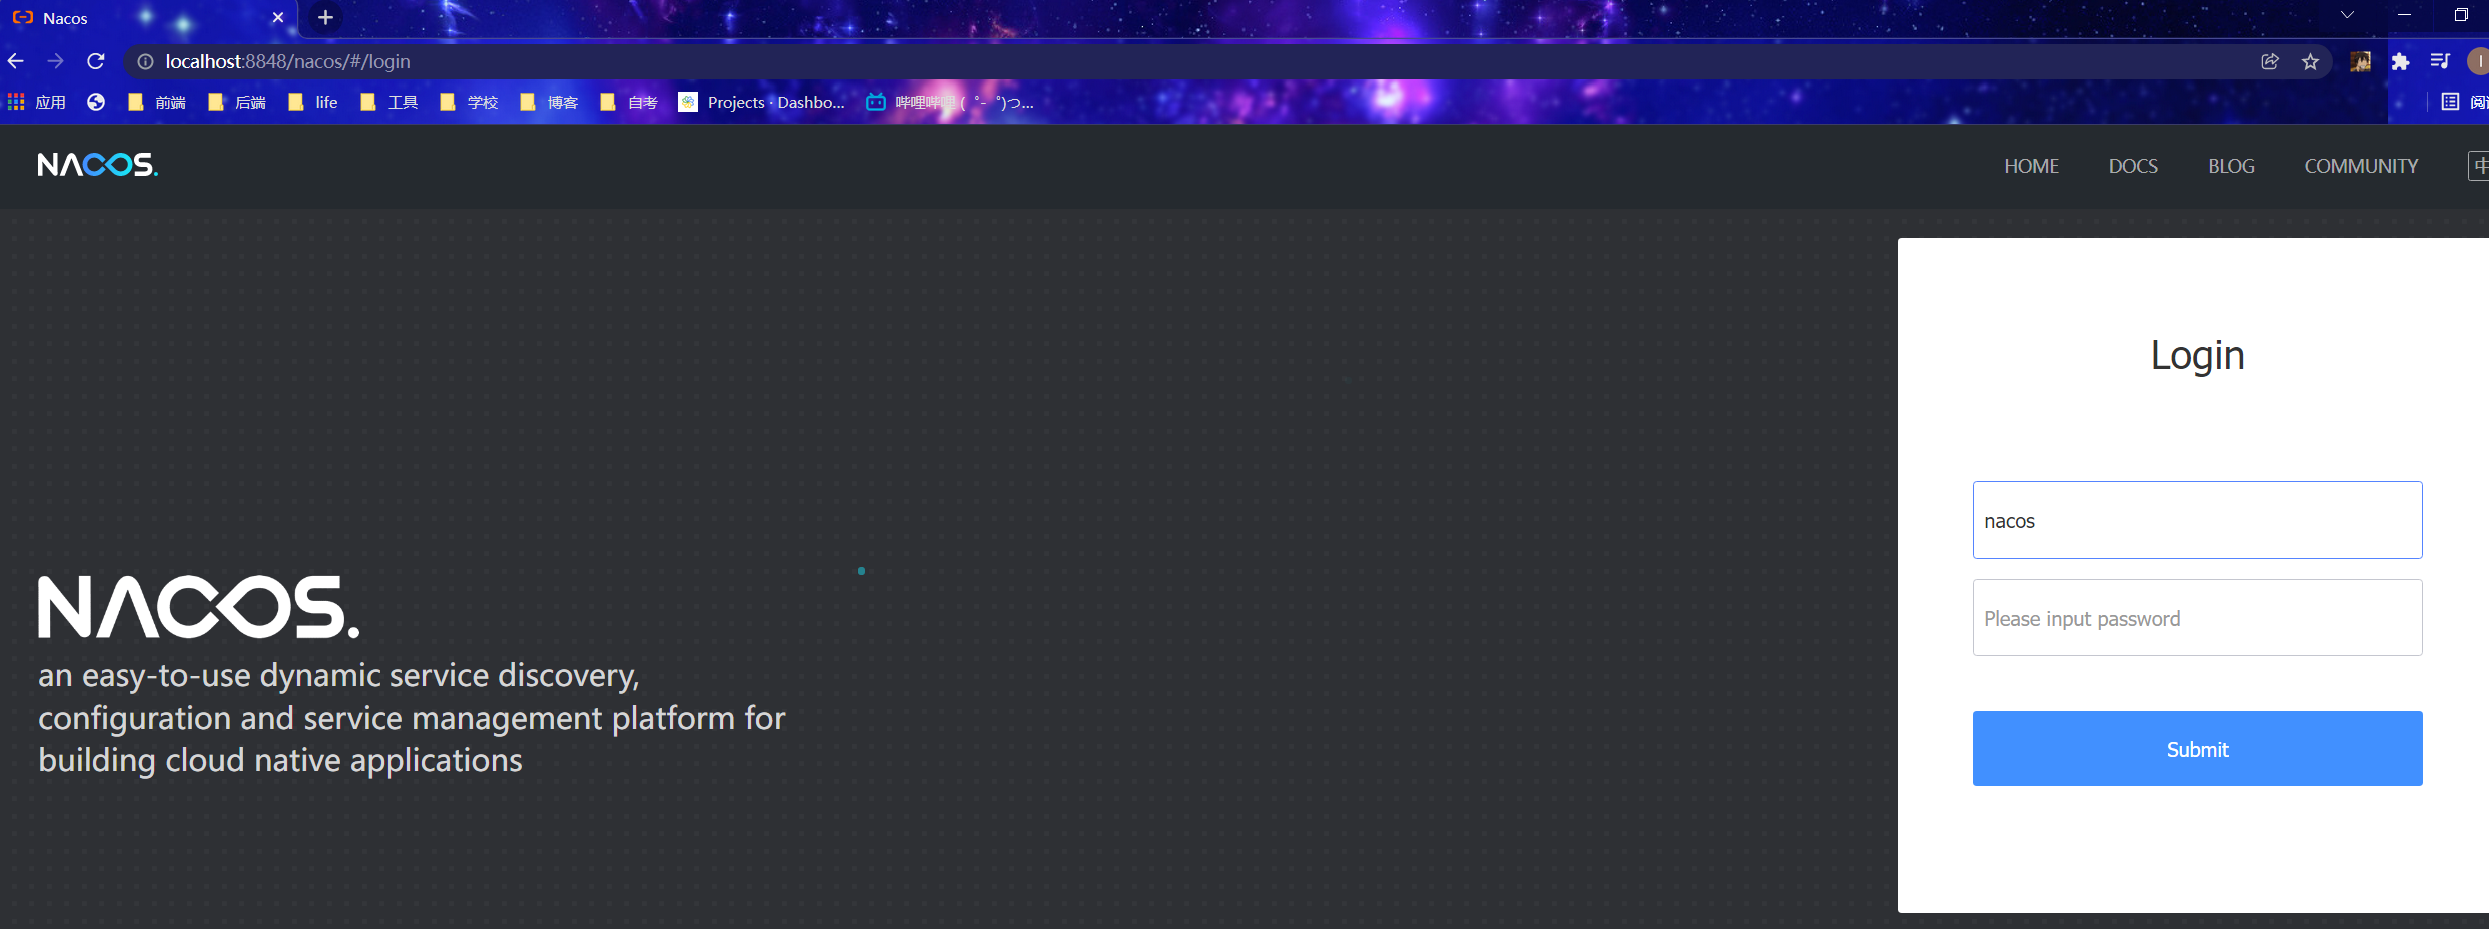 Nacos
localhost:8848/nacos/#/login
应用 前端 后端 life 工具 学校 博客 自考 Projects · Dashbo... 哔哩哔哩 ( ゜- ゜)つ...
NACOS.
HOME DOCS BLOG COMMUNITY 中
Login
nacos
Please input password
Submit
NACOS.
an easy-to-use dynamic service discovery,
configuration and service management platform for
building cloud native applications